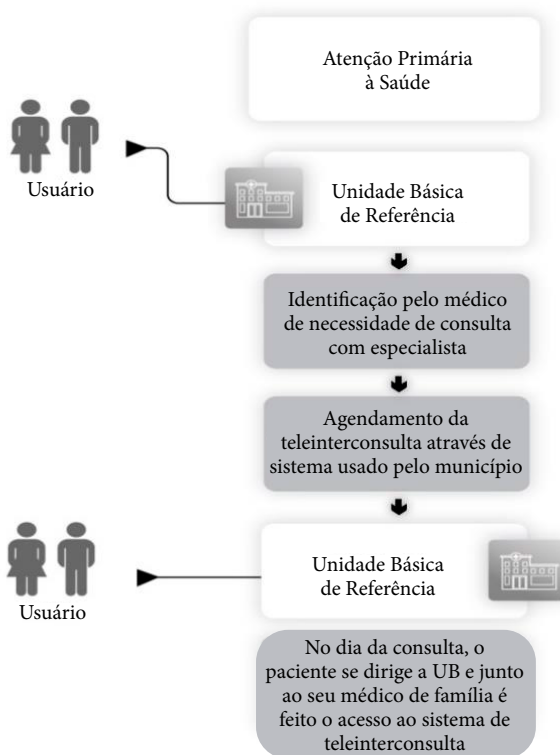 Atenção Primária
à Saúde
Usuário
Unidade Básica
de Referência
Identificação pelo médico
de necessidade de consulta
com especialista
Agendamento da
teleinterconsulta através de
sistema usado pelo município
Unidade Básica
de Referência
Usuário
No dia da consulta, o
paciente se dirige a UB e junto
ao seu médico de família é
feito o acesso ao sistema de
teleinterconsulta